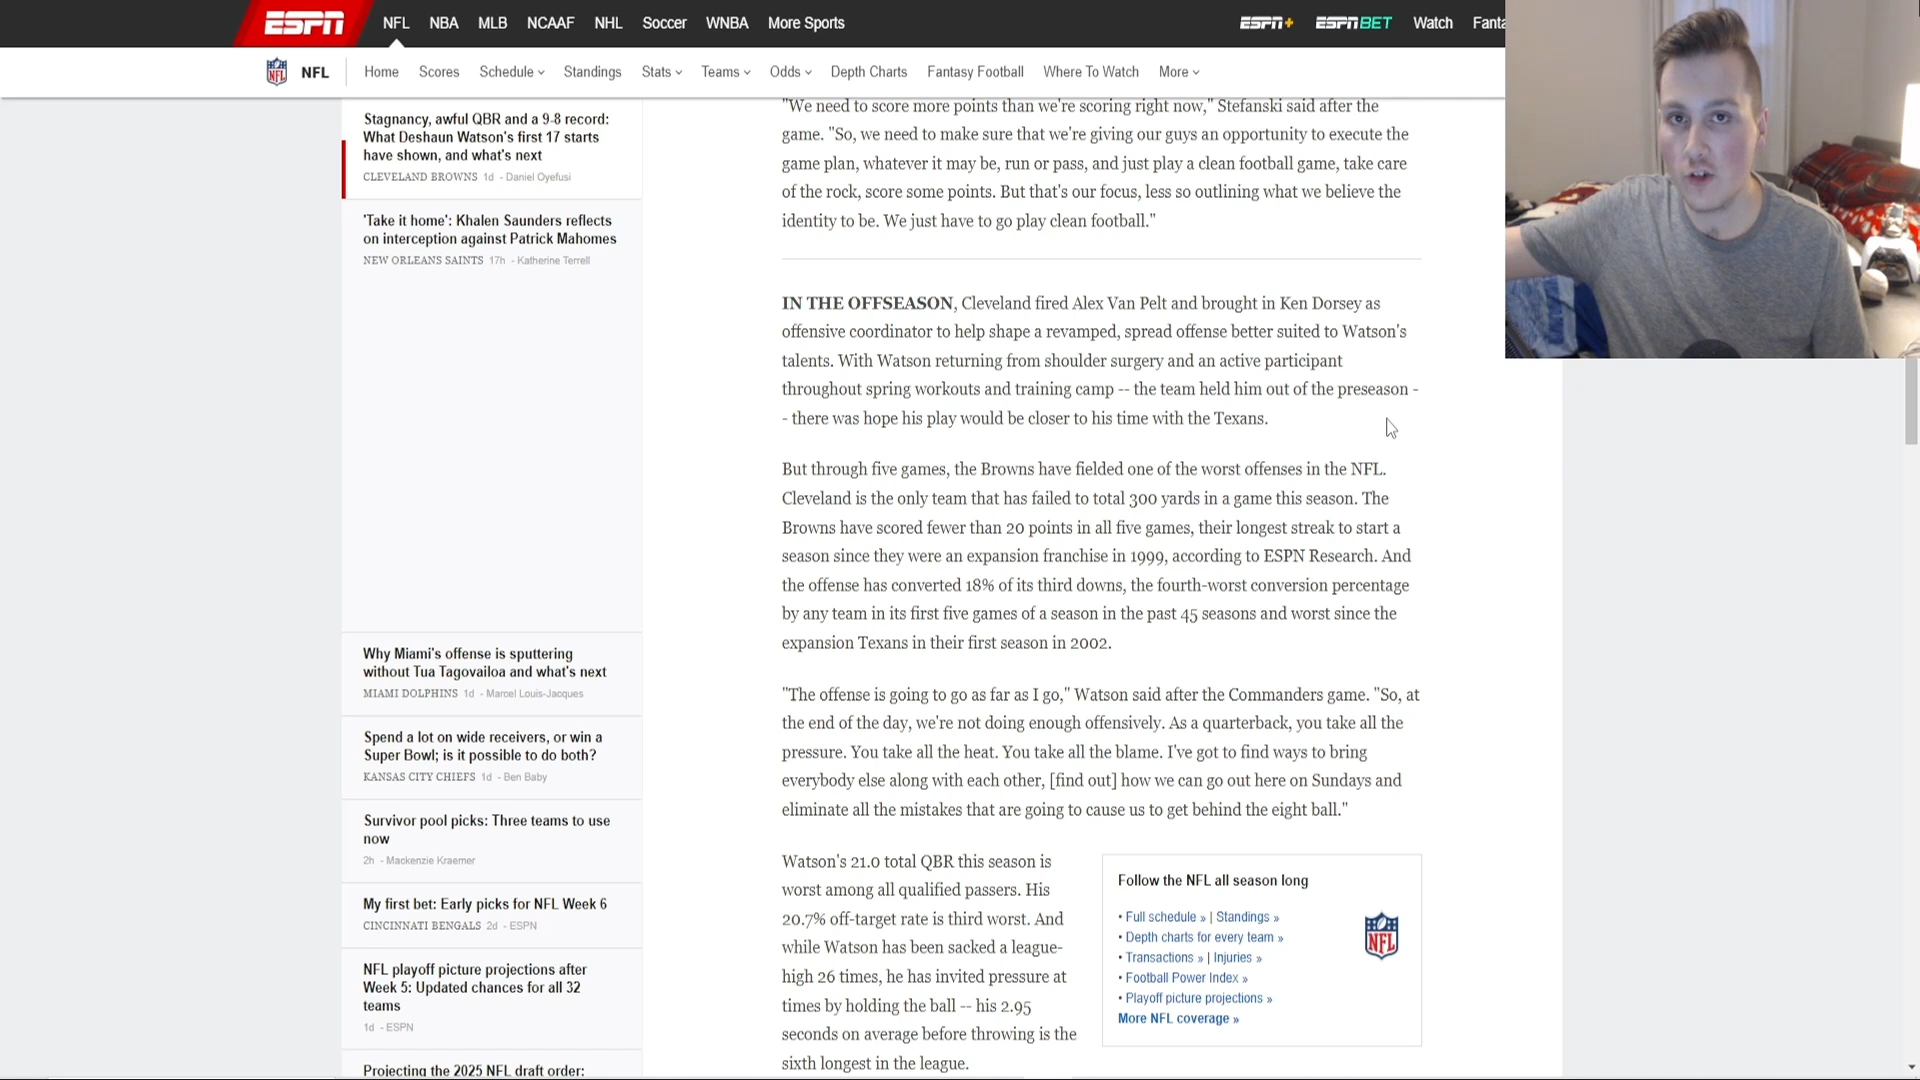 ESPN NFL NBA MLB NCAAF NHL Soccer WNBA More Sports ESPN+ ESPN BET Watch Fanta
NFL Home Scores Schedule Standings Stats Teams Odds Depth Charts Fantasy Football Where To Watch More
Stagnancy, awful QBR and a 9-8 record:
What Deshaun Watson's first 17 starts
have shown, and what's next
CLEVELAND BROWNS 1d - Daniel Oyefusi
'Take it home': Khalen Saunders reflects
on interception against Patrick Mahomes
NEW ORLEANS SAINTS 17h - Katherine Terrell
Why Miami's offense is sputtering
without Tua Tagovailoa and what's next
MIAMI DOLPHINS 1d - Marcel Louis-Jacques
Spend a lot on wide receivers, or win a
Super Bowl; is it possible to do both?
KANSAS CITY CHIEFS 1d - Ben Baby
Survivor pool picks: Three teams to use
now
2h - Mackenzie Kraemer
My first bet: Early picks for NFL Week 6
CINCINNATI BENGALS 2d - ESPN
NFL playoff picture projections after
Week 5: Updated chances for all 32
teams
1d - ESPN
Projecting the 2025 NFL draft order:
"We need to score more points than we're scoring right now," Stefanski said after the
game. "So, we need to make sure that we're giving our guys an opportunity to execute the
game plan, whatever it may be, run or pass, and just play a clean football game, take care
of the rock, score some points. But that's our focus, less so outlining what we believe the
identity to be. We just have to go play clean football."
IN THE OFFSEASON, Cleveland fired Alex Van Pelt and brought in Ken Dorsey as
offensive coordinator to help shape a revamped, spread offense better suited to Watson's
talents. With Watson returning from shoulder surgery and an active participant
throughout spring workouts and training camp -- the team held him out of the preseason -
- there was hope his play would be closer to his time with the Texans.
But through five games, the Browns have fielded one of the worst offenses in the NFL.
Cleveland is the only team that has failed to total 300 yards in a game this season. The
Browns have scored fewer than 20 points in all five games, their longest streak to start a
season since they were an expansion franchise in 1999, according to ESPN Research. And
the offense has converted 18% of its third downs, the fourth-worst conversion percentage
by any team in its first five games of a season in the past 45 seasons and worst since the
expansion Texans in their first season in 2002.
"The offense is going to go as far as I go," Watson said after the Commanders game. "So, at
the end of the day, we're not doing enough offensively. As a quarterback, you take all the
pressure. You take all the heat. You take all the blame. I've got to find ways to bring
everybody else along with each other, [find out] how we can go out here on Sundays and
eliminate all the mistakes that are going to cause us to get behind the eight ball."
Watson's 21.0 total QBR this season is
worst among all qualified passers. His
20.7% off-target rate is third worst. And
while Watson has been sacked a league-
high 26 times, he has invited pressure at
times by holding the ball -- his 2.95
seconds on average before throwing is the
sixth longest in the league.
Follow the NFL all season long
• Full schedule » | Standings »
• Depth charts for every team »
• Transactions » | Injuries »
• Football Power Index »
• Playoff picture projections »
More NFL coverage »
NFL